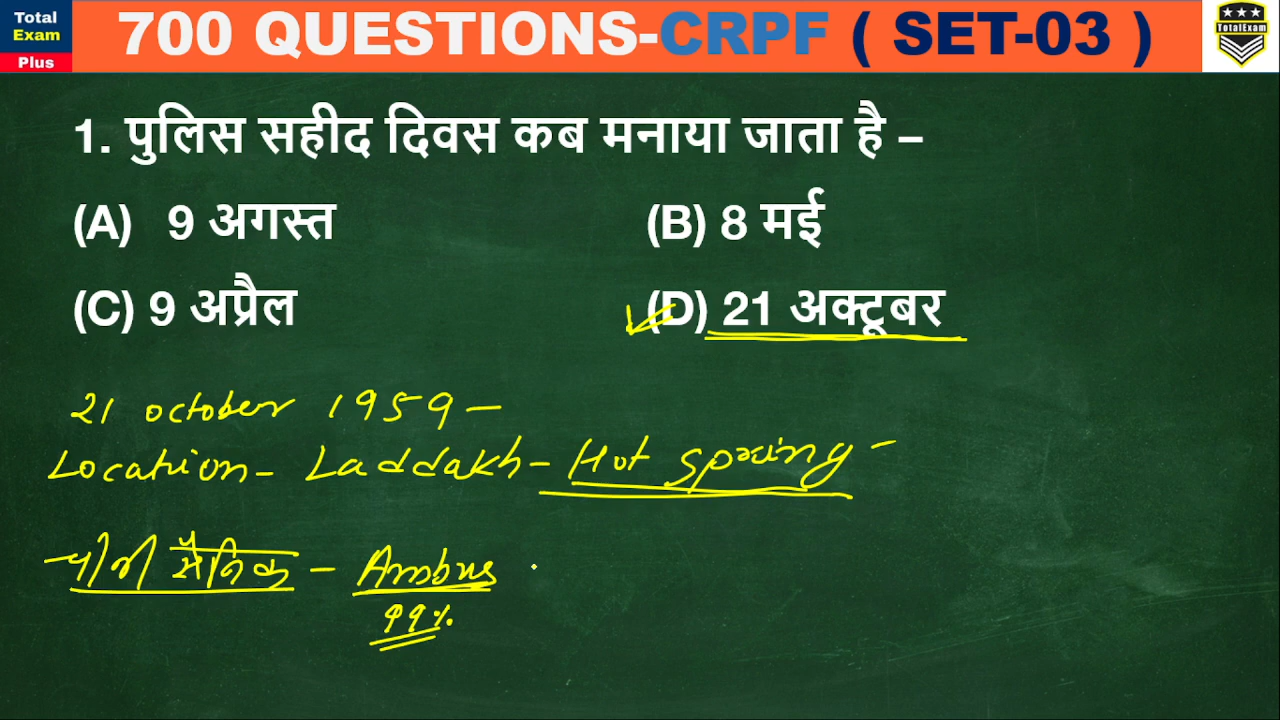 Total
Exam
Plus
700 QUESTIONS-CRPF ( SET-03 )
TotalExam
1. पुलिस सहीद दिवस कब मनाया जाता है –
(A) 9 अगस्त
(B) 8 मई
(C) 9 अप्रैल
(D) 21 अक्टूबर
21 october 1959 –
Location – Laddakh – Hot spring –
चीनी सैनिक – Ambus
99%